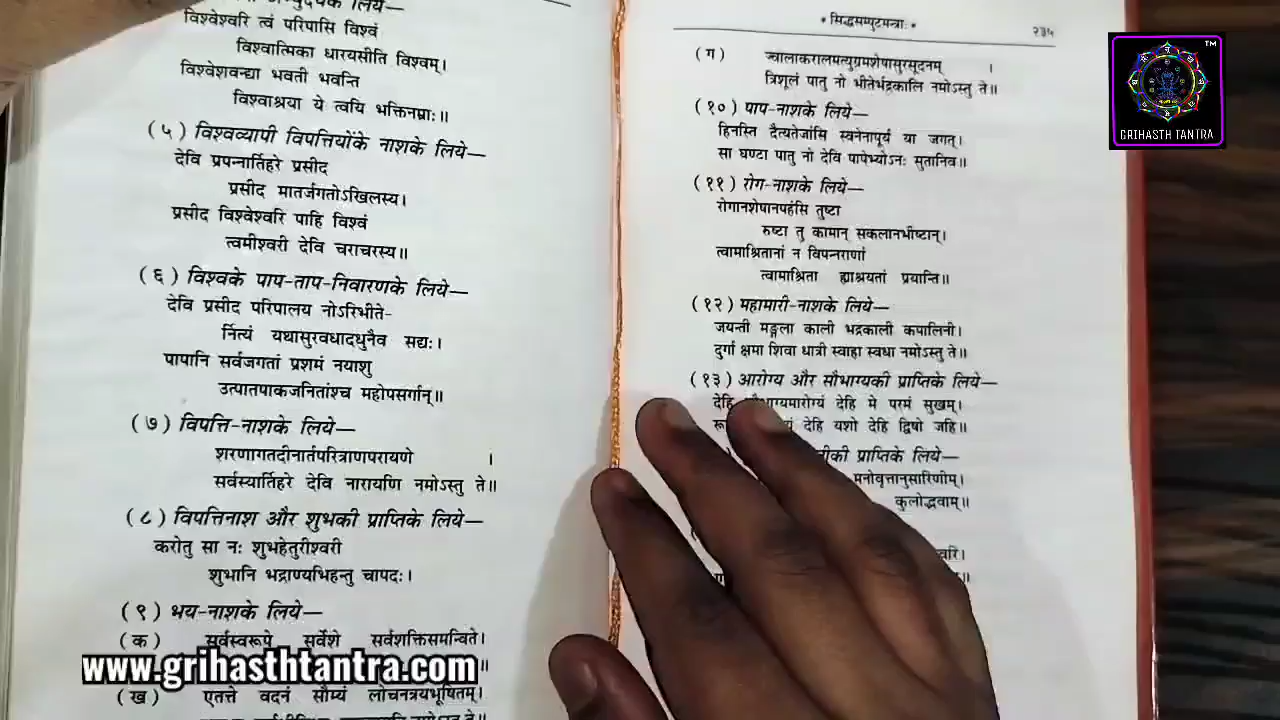 के लिये—
विश्वेश्वरि त्वं परिपासि विश्वं
विश्वात्मिका धारयसीति विश्वम्।
विश्वेशवन्द्या भवती भवन्ति
विश्वाश्रया ये त्वयि भक्तिनम्राः॥
(५) विश्वव्यापी विपत्तियोंके नाशके लिये—
देवि प्रपन्नार्तिहरे प्रसीद
प्रसीद मातर्जगतोऽखिलस्य।
प्रसीद विश्वेश्वरि पाहि विश्वं
त्वमीश्वरी देवि चराचरस्य॥
(६) विश्वके पाप-ताप-निवारणके लिये—
देवि प्रसीद परिपालय नोऽरिभीते-
र्नित्यं यथासुरवधादधुनैव सद्यः।
पापानि सर्वजगतां प्रशमं नयाशु
उत्पातपाकजनितांश्च महोपसर्गान्॥
(७) विपत्ति-नाशके लिये—
शरणागतदीनार्तपरित्राणपरायणे ।
सर्वस्यार्तिहरे देवि नारायणि नमोऽस्तु ते॥
(८) विपत्तिनाश और शुभकी प्राप्तिके लिये—
करोतु सा नः शुभहेतुरीश्वरी
शुभानि भद्राण्यभिहन्तु चापदः।
(९) भय-नाशके लिये—
(क) सर्वस्वरूपे सर्वेशे सर्वशक्तिसमन्विते।
www.grihasthtantra.com
(ख) एतत्ते वदनं सौम्यं लोचनत्रयभूषितम्।
• सिद्धसम्पुटमन्त्राः • २३५
(ग) ज्वालाकरालमत्युग्रमशेषासुरसूदनम् ।
त्रिशूलं पातु नो भीतेर्भद्रकालि नमोऽस्तु ते॥
(१०) पाप-नाशके लिये—
हिनस्ति दैत्यतेजांसि स्वनेनापूर्य या जगत्।
सा घण्टा पातु नो देवि पापेभ्योऽनः सुतानिव॥
(११) रोग-नाशके लिये—
रोगानशेषानपहंसि तुष्टा
रुष्टा तु कामान् सकलानभीष्टान्।
त्वामाश्रितानां न विपन्नराणां
त्वामाश्रिता ह्याश्रयतां प्रयान्ति॥
(१२) महामारी-नाशके लिये—
जयन्ती मङ्गला काली भद्रकाली कपालिनी।
दुर्गा क्षमा शिवा धात्री स्वाहा स्वधा नमोऽस्तु ते॥
(१३) आरोग्य और सौभाग्यकी प्राप्तिके लिये—
देहि सौभाग्यमारोग्यं देहि मे परमं सुखम्।
देहि यशो देहि द्विषो जहि॥
प्राप्तिके लिये—
मनोवृत्तानुसारिणीम्।
कुलोद्भवाम्॥
GRIHASTH TANTRA
TM